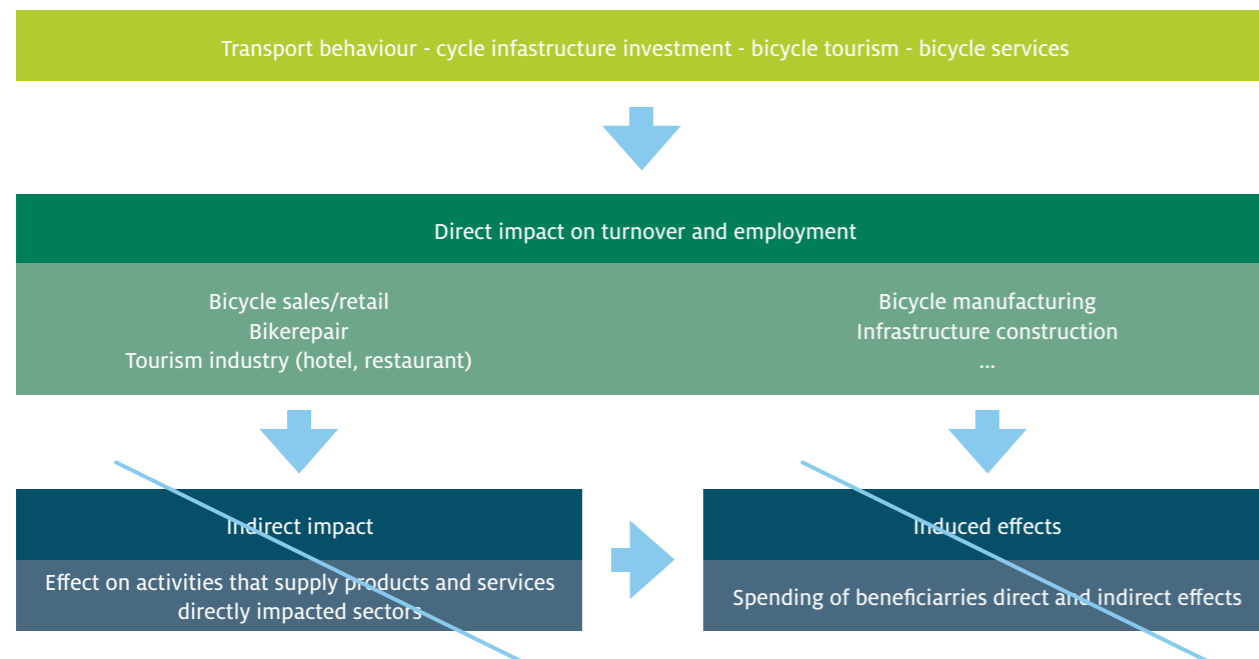 Transport behaviour - cycle infastructure investment - bicycle tourism - bicycle services
Direct impact on turnover and employment
Bicycle sales/retail
Bikerepair
Tourism industry (hotel, restaurant)
Bicycle manufacturing
Infrastructure construction
...
Indirect impact
Effect on activities that supply products and services
directly impacted sectors
Induced effects
Spending of beneficiarries direct and indirect effects